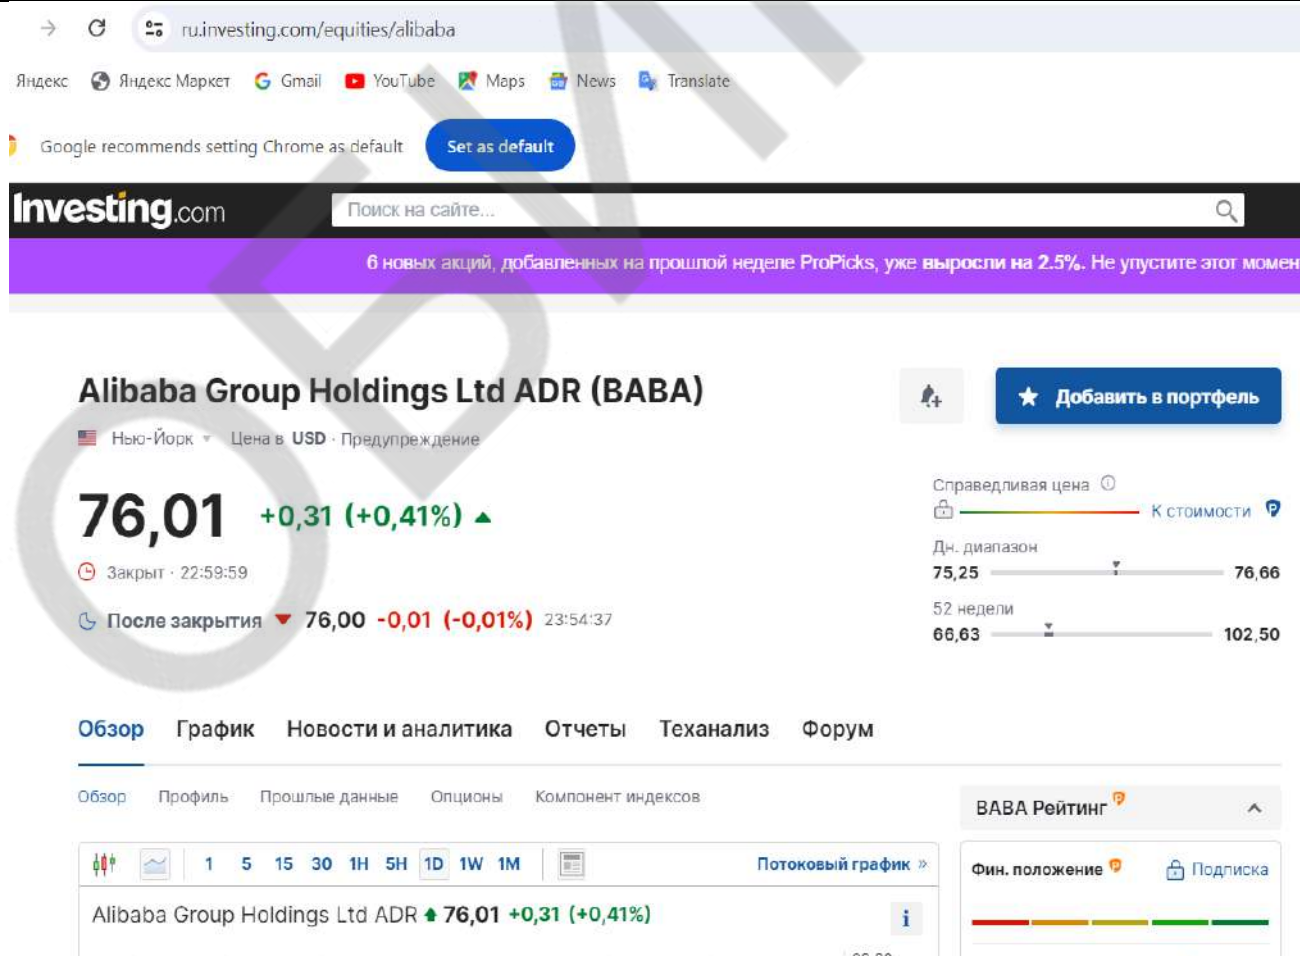 ru.investing.com/equities/alibaba
Яндекс Яндекс Маркет Gmail YouTube Maps News Translate
Google recommends setting Chrome as default Set as default
Investing.com Поиск на сайте...
6 новых акций, добавленных на прошлой неделе ProPicks, уже выросли на 2.5%. Не упустите этот момен
Alibaba Group Holdings Ltd ADR (BABA) Добавить в портфель
Нью-Йорк Цена в USD · Предупреждение
Справедливая цена
К стоимости
76,01 +0,31 (+0,41%)
Дн. диапазон
75,25 76,66
Закрыт · 22:59:59
52 недели
66,63 102,50
После закрытия 76,00 -0,01 (-0,01%) 23:54:37
Обзор График Новости и аналитика Отчеты Теханализ Форум
Обзор Профиль Прошлые данные Опционы Компонент индексов
BABA Рейтинг
1 5 15 30 1H 5H 1D 1W 1M Потоковый график »
Фин. положение Подписка
Alibaba Group Holdings Ltd ADR 76,01 +0,31 (+0,41%)